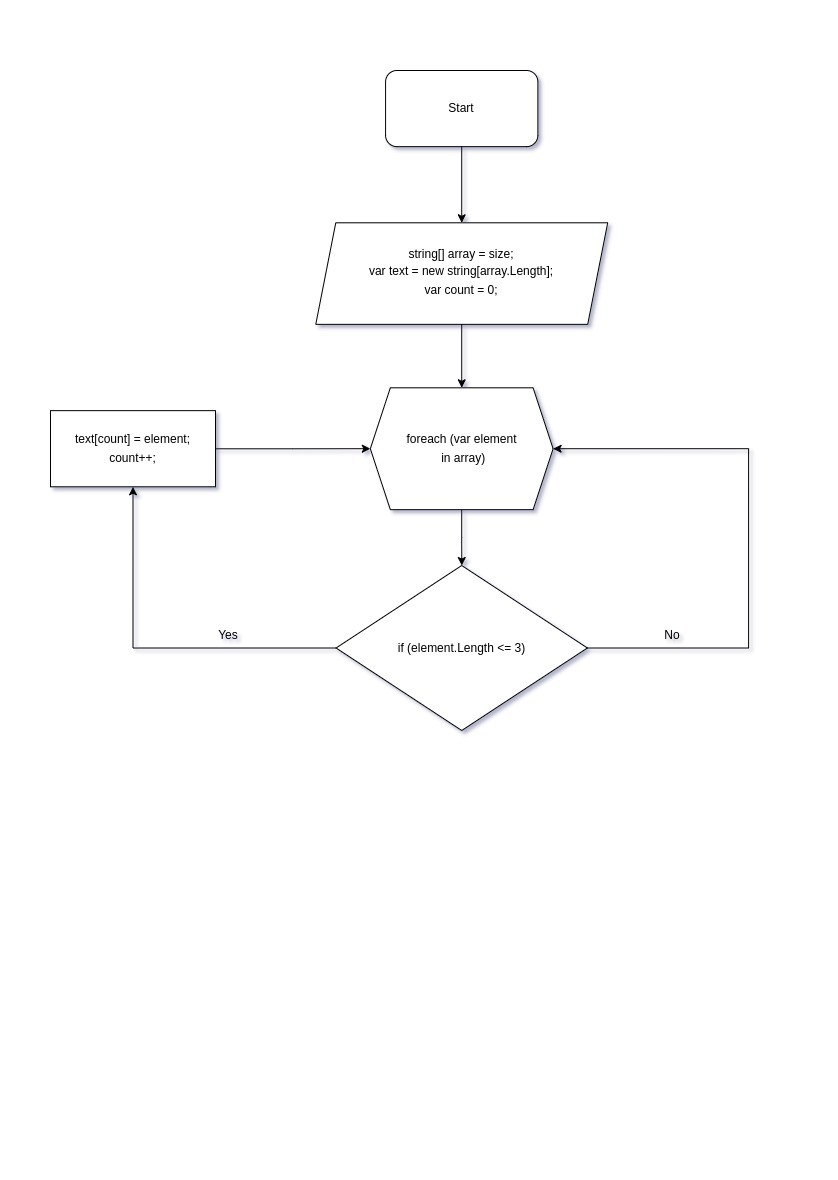 Start
string[] array = size;
var text = new string[array.Length];
var count = 0;
text[count] = element;
count++;
foreach (var element
in array)
Yes
No
if (element.Length <= 3)